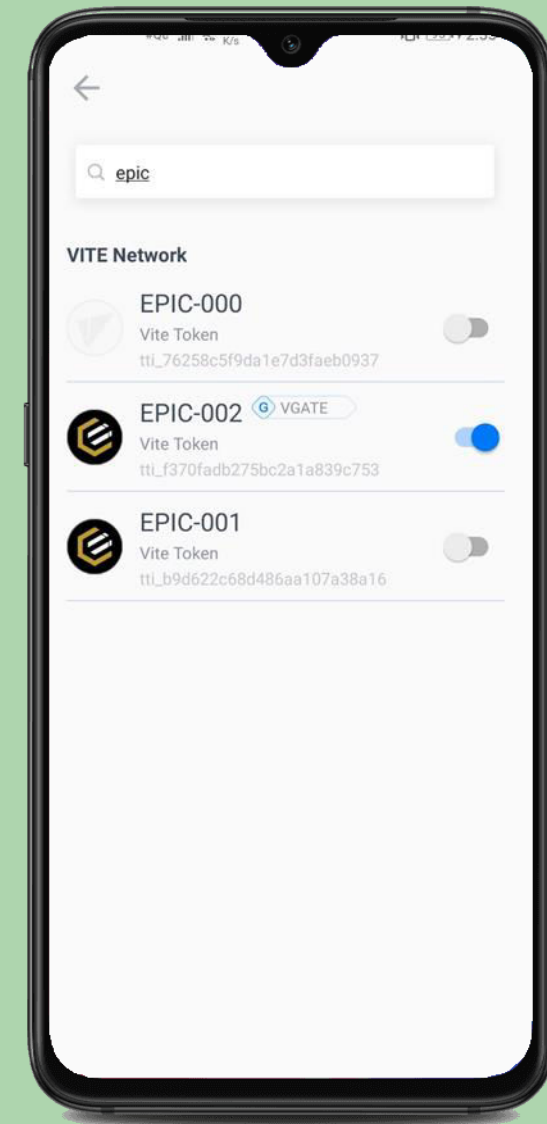 K/s
epic
VITE Network
EPIC-000
Vite Token
tti_76258c5f9da1e7d3faeb0937
EPIC-002 G VGATE
Vite Token
tti_f370fadb275bc2a1a839c753
EPIC-001
Vite Token
tti_b9d622c68d486aa107a38a16